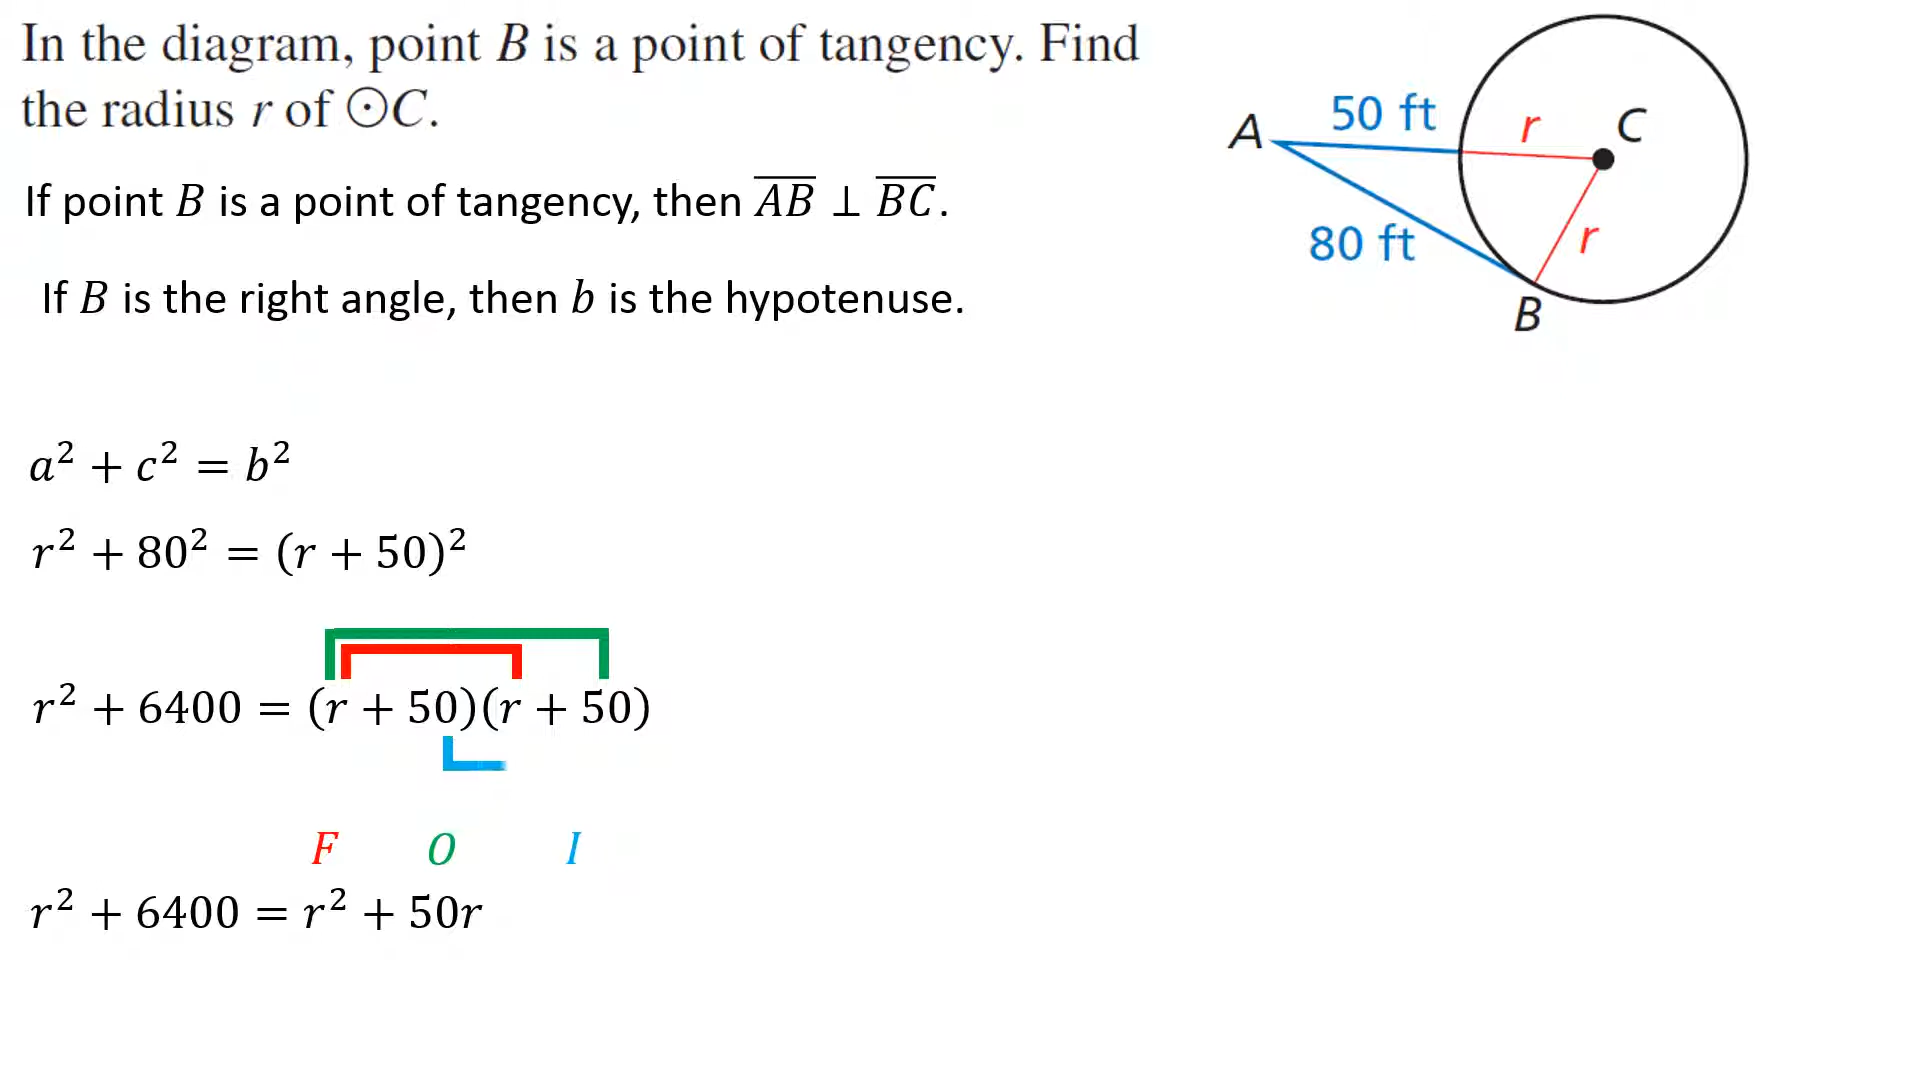 In the diagram, point B is a point of tangency. Find
the radius r of ⊙C.
If point B is a point of tangency, then A̅B̅ ⊥ B̅C̅.
If B is the right angle, then b is the hypotenuse.
A
50 ft
r
C
80 ft
r
B
a² + c² = b²
r² + 80² = (r + 50)²
r² + 6400 = (r + 50)(r + 50)
F O I
r² + 6400 = r² + 50r